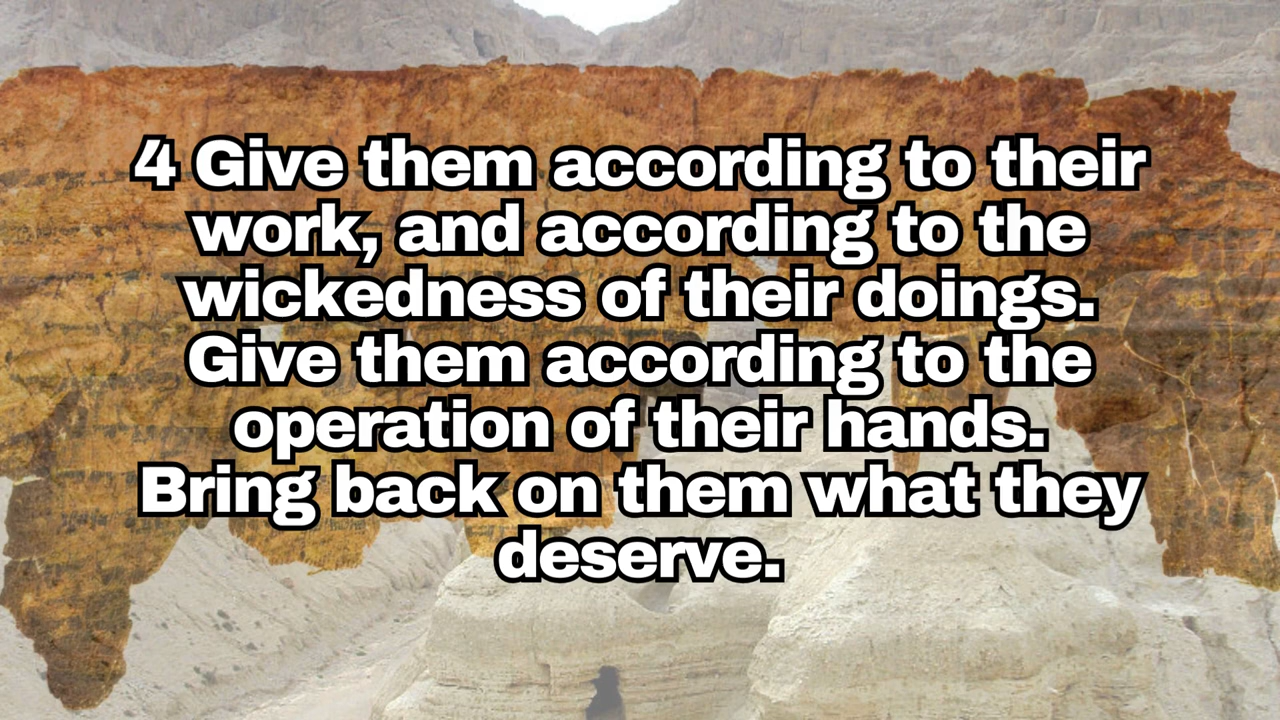 4 Give them according to their
work, and according to the
wickedness of their doings.
Give them according to the
operation of their hands.
Bring back on them what they
deserve.